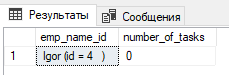 Результаты Сообщения
emp_name_id number_of_tasks
1 Igor (id = 4   ) 0